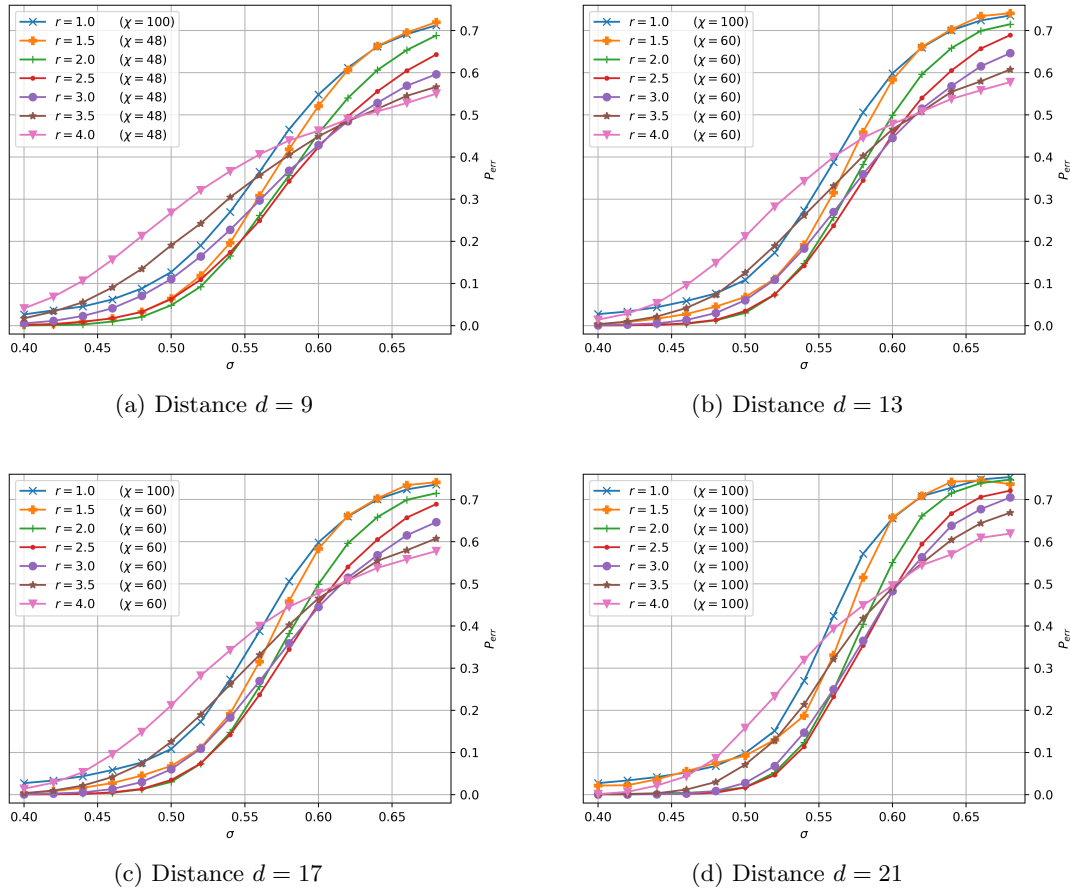 r = 1.0 (χ = 100)
r = 1.5 (χ = 48)
r = 2.0 (χ = 48)
r = 2.5 (χ = 48)
r = 3.0 (χ = 48)
r = 3.5 (χ = 48)
r = 4.0 (χ = 48)
0.7
0.6
0.5
0.4
0.3
0.2
0.1
0.0
P_err
0.40 0.45 0.50 0.55 0.60 0.65
σ
(a) Distance d = 9
r = 1.0 (χ = 100)
r = 1.5 (χ = 60)
r = 2.0 (χ = 60)
r = 2.5 (χ = 60)
r = 3.0 (χ = 60)
r = 3.5 (χ = 60)
r = 4.0 (χ = 60)
0.7
0.6
0.5
0.4
0.3
0.2
0.1
0.0
P_err
0.40 0.45 0.50 0.55 0.60 0.65
σ
(b) Distance d = 13
r = 1.0 (χ = 100)
r = 1.5 (χ = 60)
r = 2.0 (χ = 60)
r = 2.5 (χ = 60)
r = 3.0 (χ = 60)
r = 3.5 (χ = 60)
r = 4.0 (χ = 60)
0.7
0.6
0.5
0.4
0.3
0.2
0.1
0.0
P_err
0.40 0.45 0.50 0.55 0.60 0.65
σ
(c) Distance d = 17
r = 1.0 (χ = 100)
r = 1.5 (χ = 100)
r = 2.0 (χ = 100)
r = 2.5 (χ = 100)
r = 3.0 (χ = 100)
r = 3.5 (χ = 100)
r = 4.0 (χ = 100)
0.7
0.6
0.5
0.4
0.3
0.2
0.1
0.0
P_err
0.40 0.45 0.50 0.55 0.60 0.65
σ
(d) Distance d = 21